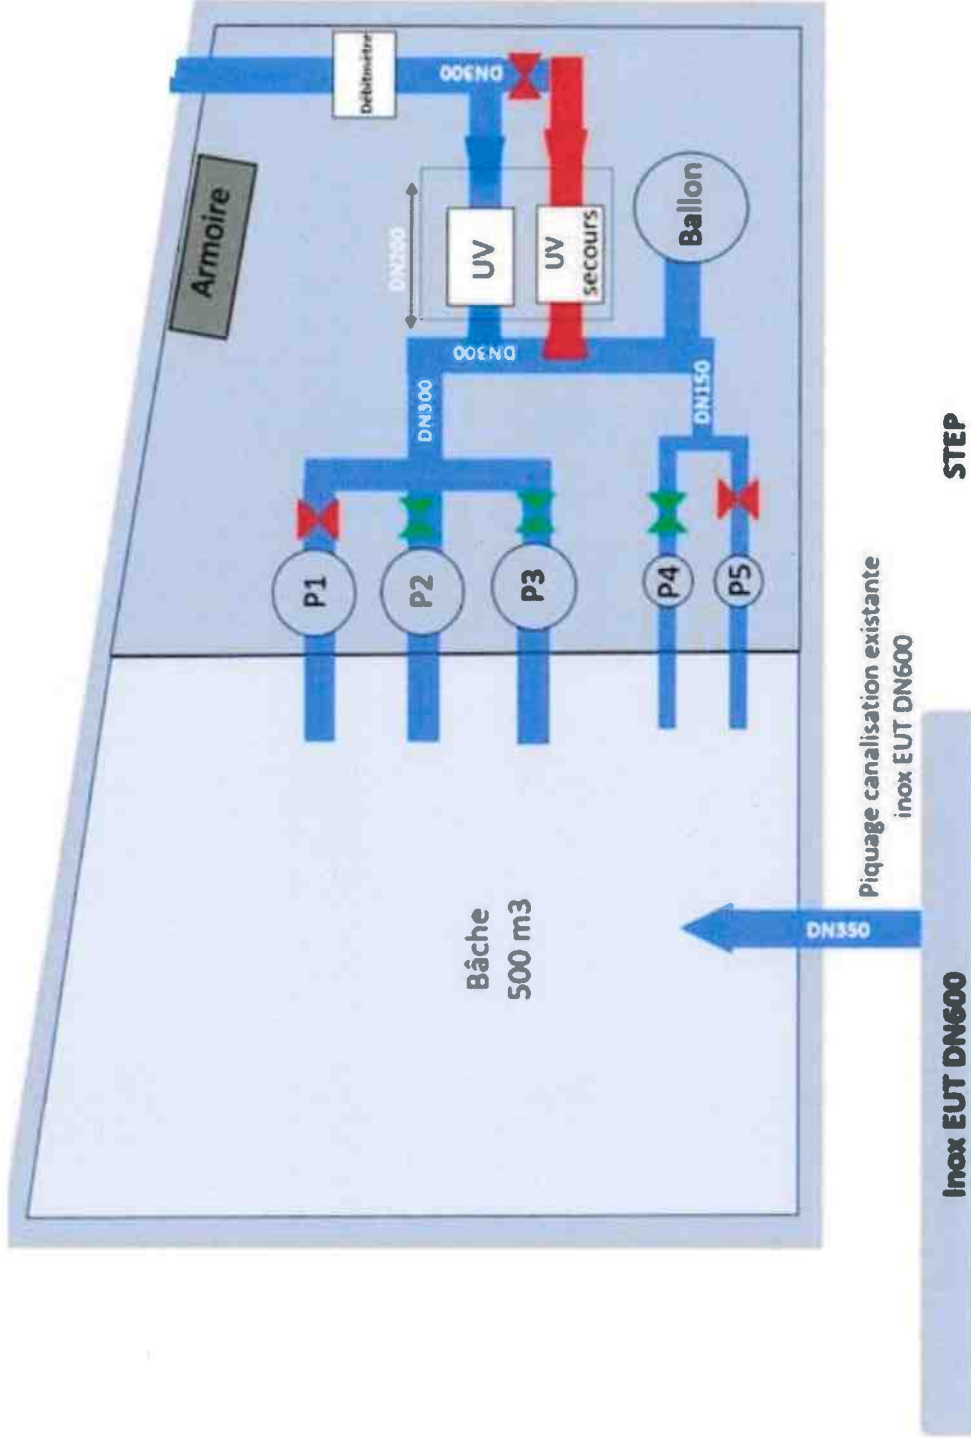 Débitmètre
Armoire
DN300
DN200
UV
UV
secours
Ballon
DN300
DN300
DN150
P1
P2
P3
P4
P5
Bâche
500 m3
DN350
Piquage canalisation existante
inox EUT DN600
STEP
Inox EUT DN600